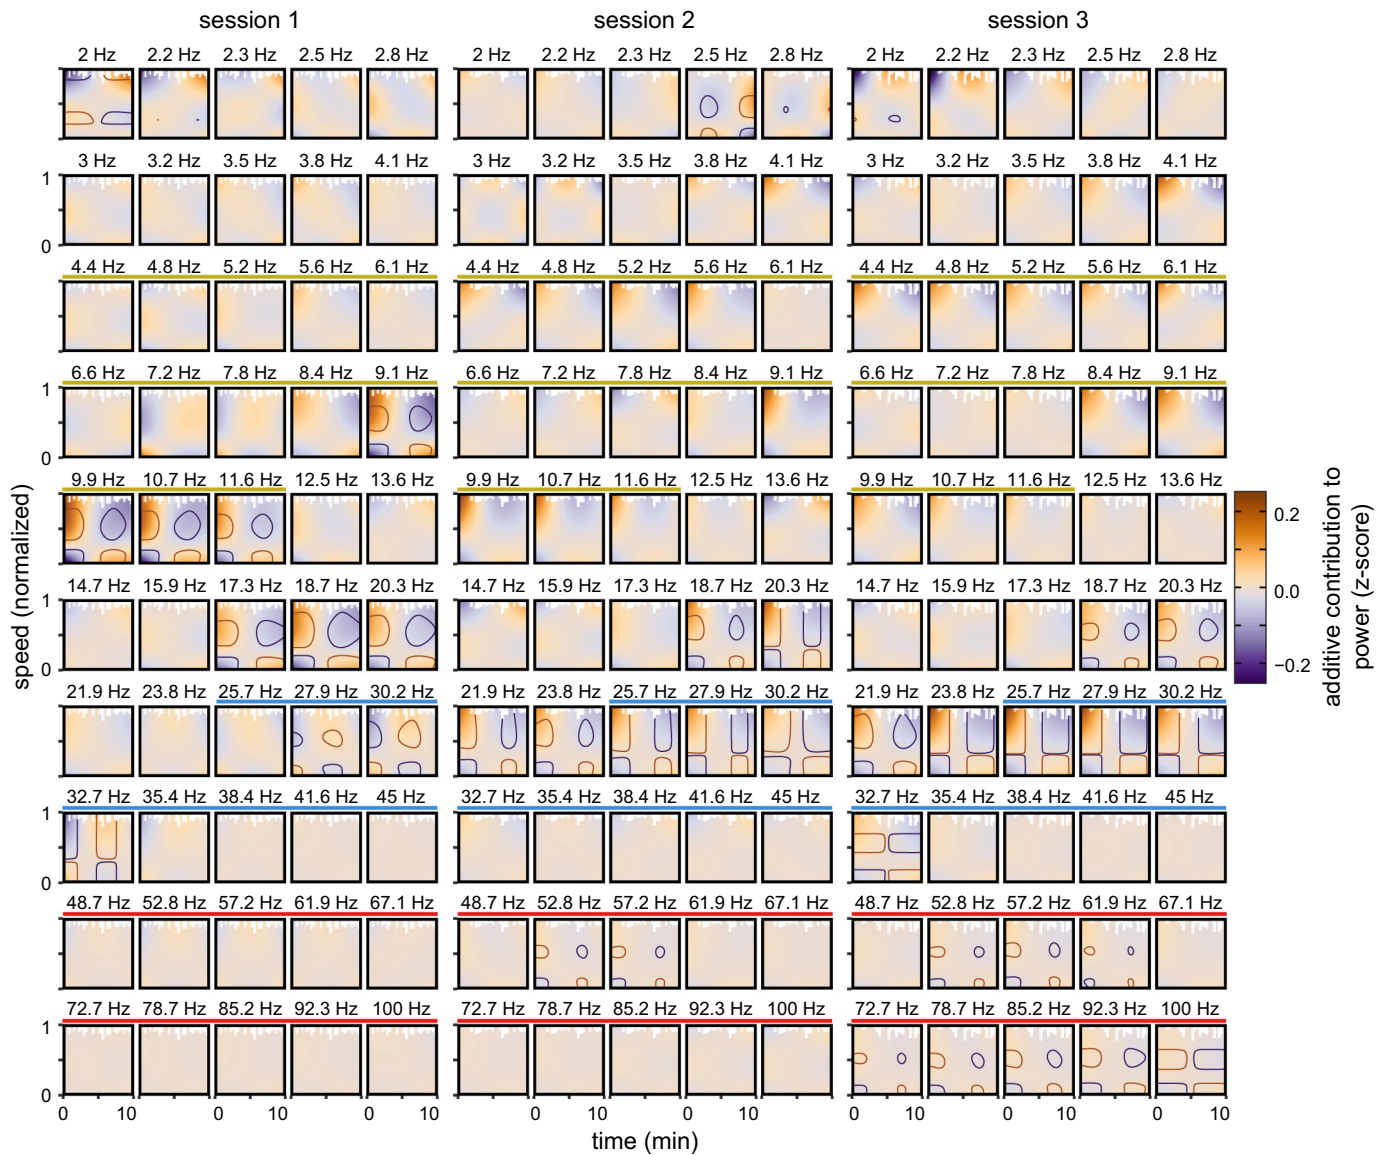 session 1 session 2 session 3
2 Hz 2.2 Hz 2.3 Hz 2.5 Hz 2.8 Hz 2 Hz 2.2 Hz 2.3 Hz 2.5 Hz 2.8 Hz 2 Hz 2.2 Hz 2.3 Hz 2.5 Hz 2.8 Hz
3 Hz 3.2 Hz 3.5 Hz 3.8 Hz 4.1 Hz 3 Hz 3.2 Hz 3.5 Hz 3.8 Hz 4.1 Hz 3 Hz 3.2 Hz 3.5 Hz 3.8 Hz 4.1 Hz
1
0
4.4 Hz 4.8 Hz 5.2 Hz 5.6 Hz 6.1 Hz 4.4 Hz 4.8 Hz 5.2 Hz 5.6 Hz 6.1 Hz 4.4 Hz 4.8 Hz 5.2 Hz 5.6 Hz 6.1 Hz
6.6 Hz 7.2 Hz 7.8 Hz 8.4 Hz 9.1 Hz 6.6 Hz 7.2 Hz 7.8 Hz 8.4 Hz 9.1 Hz 6.6 Hz 7.2 Hz 7.8 Hz 8.4 Hz 9.1 Hz
1
0
9.9 Hz 10.7 Hz 11.6 Hz 12.5 Hz 13.6 Hz 9.9 Hz 10.7 Hz 11.6 Hz 12.5 Hz 13.6 Hz 9.9 Hz 10.7 Hz 11.6 Hz 12.5 Hz 13.6 Hz
14.7 Hz 15.9 Hz 17.3 Hz 18.7 Hz 20.3 Hz 14.7 Hz 15.9 Hz 17.3 Hz 18.7 Hz 20.3 Hz 14.7 Hz 15.9 Hz 17.3 Hz 18.7 Hz 20.3 Hz
1
0
21.9 Hz 23.8 Hz 25.7 Hz 27.9 Hz 30.2 Hz 21.9 Hz 23.8 Hz 25.7 Hz 27.9 Hz 30.2 Hz 21.9 Hz 23.8 Hz 25.7 Hz 27.9 Hz 30.2 Hz
32.7 Hz 35.4 Hz 38.4 Hz 41.6 Hz 45 Hz 32.7 Hz 35.4 Hz 38.4 Hz 41.6 Hz 45 Hz 32.7 Hz 35.4 Hz 38.4 Hz 41.6 Hz 45 Hz
1
0
48.7 Hz 52.8 Hz 57.2 Hz 61.9 Hz 67.1 Hz 48.7 Hz 52.8 Hz 57.2 Hz 61.9 Hz 67.1 Hz 48.7 Hz 52.8 Hz 57.2 Hz 61.9 Hz 67.1 Hz
72.7 Hz 78.7 Hz 85.2 Hz 92.3 Hz 100 Hz 72.7 Hz 78.7 Hz 85.2 Hz 92.3 Hz 100 Hz 72.7 Hz 78.7 Hz 85.2 Hz 92.3 Hz 100 Hz
1
0
0 10 0 10 0 10 0 10 0 10 0 10 0 10 0 10 0 10 0 10 0 10 0 10 0 10 0 10 0 10
time (min)
speed (normalized)
0.2
0.0
−0.2
additive contribution to
power (z-score)